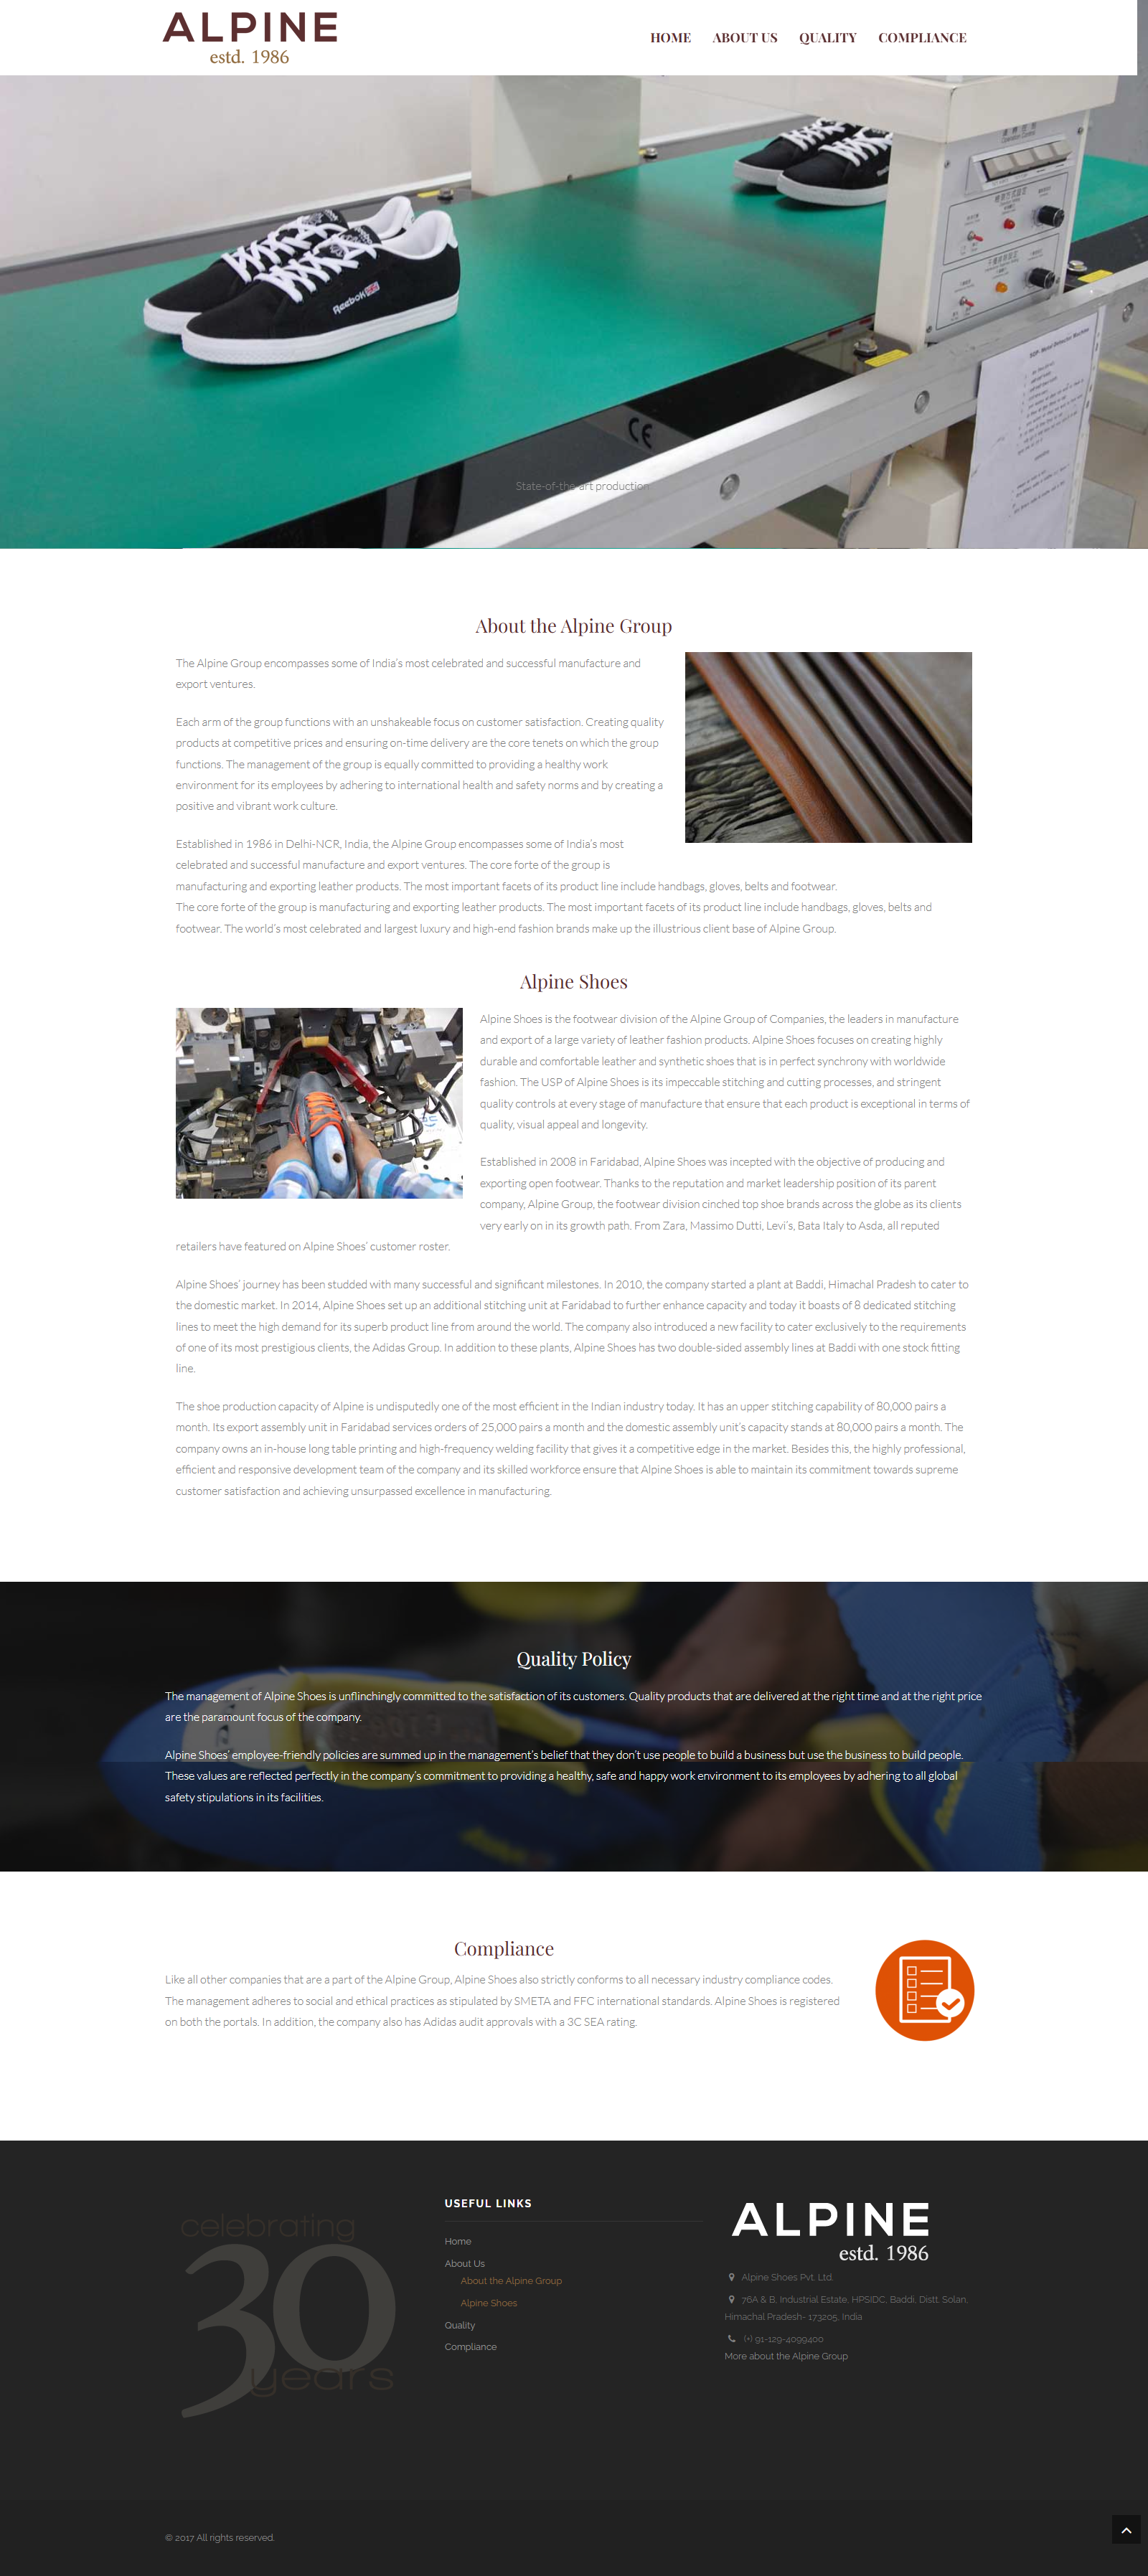 ALPINE
estd. 1986
HOME ABOUT US QUALITY COMPLIANCE
Reebok
CE
State-of-the-art production
About the Alpine Group
The Alpine Group encompasses some of India's most celebrated and successful manufacture and
export ventures.
Each arm of the group functions with an unshakeable focus on customer satisfaction. Creating quality
products at competitive prices and ensuring on-time delivery are the core tenets on which the group
functions. The management of the group is equally committed to providing a healthy work
environment for its employees by adhering to international health and safety norms and by creating a
positive and vibrant work culture.
Established in 1986 in Delhi-NCR, India, the Alpine Group encompasses some of India's most
celebrated and successful manufacture and export ventures. The core forte of the group is
manufacturing and exporting leather products. The most important facets of its product line include handbags, gloves, belts and footwear.
The core forte of the group is manufacturing and exporting leather products. The most important facets of its product line include handbags, gloves, belts and
footwear. The world's most celebrated and largest luxury and high-end fashion brands make up the illustrious client base of Alpine Group.
Alpine Shoes
Alpine Shoes is the footwear division of the Alpine Group of Companies, the leaders in manufacture
and export of a large variety of leather fashion products. Alpine Shoes focuses on creating highly
durable and comfortable leather and synthetic shoes that is in perfect synchrony with worldwide
fashion. The USP of Alpine Shoes is its impeccable stitching and cutting processes, and stringent
quality controls at every stage of manufacture that ensure that each product is exceptional in terms of
quality, visual appeal and longevity.
Established in 2008 in Faridabad, Alpine Shoes was incepted with the objective of producing and
exporting open footwear. Thanks to the reputation and market leadership position of its parent
company, Alpine Group, the footwear division cinched top shoe brands across the globe as its clients
very early on in its growth path. From Zara, Massimo Dutti, Levi's, Bata Italy to Asda, all reputed
retailers have featured on Alpine Shoes' customer roster.
Alpine Shoes' journey has been studded with many successful and significant milestones. In 2010, the company started a plant at Baddi, Himachal Pradesh to cater to
the domestic market. In 2014, Alpine Shoes set up an additional stitching unit at Faridabad to further enhance capacity and today it boasts of 8 dedicated stitching
lines to meet the high demand for its superb product line from around the world. The company also introduced a new facility to cater exclusively to the requirements
of one of its most prestigious clients, the Adidas Group. In addition to these plants, Alpine Shoes has two double-sided assembly lines at Baddi with one stock fitting
line.
The shoe production capacity of Alpine is undisputedly one of the most efficient in the Indian industry today. It has an upper stitching capability of 80,000 pairs a
month. Its export assembly unit in Faridabad services orders of 25,000 pairs a month and the domestic assembly unit's capacity stands at 80,000 pairs a month. The
company owns an in-house long table printing and high-frequency welding facility that gives it a competitive edge in the market. Besides this, the highly professional,
efficient and responsive development team of the company and its skilled workforce ensure that Alpine Shoes is able to maintain its commitment towards supreme
customer satisfaction and achieving unsurpassed excellence in manufacturing.
Quality Policy
The management of Alpine Shoes is unflinchingly committed to the satisfaction of its customers. Quality products that are delivered at the right time and at the right price
are the paramount focus of the company.
Alpine Shoes' employee-friendly policies are summed up in the management's belief that they don't use people to build a business but use the business to build people.
These values are reflected perfectly in the company's commitment to providing a healthy, safe and happy work environment to its employees by adhering to all global
safety stipulations in its facilities.
Compliance
Like all other companies that are a part of the Alpine Group, Alpine Shoes also strictly conforms to all necessary industry compliance codes.
The management adheres to social and ethical practices as stipulated by SMETA and FFC international standards. Alpine Shoes is registered
on both the portals. In addition, the company also has Adidas audit approvals with a 3C SEA rating.
celebrating
30
years
USEFUL LINKS
Home
About Us
About the Alpine Group
Alpine Shoes
Quality
Compliance
ALPINE
estd. 1986
Alpine Shoes Pvt. Ltd,
76A & B, Industrial Estate, HPSIDC, Baddi, Distt. Solan,
Himachal Pradesh- 173205, India
(+) 91-129-4099400
More about the Alpine Group
© 2017 All rights reserved.